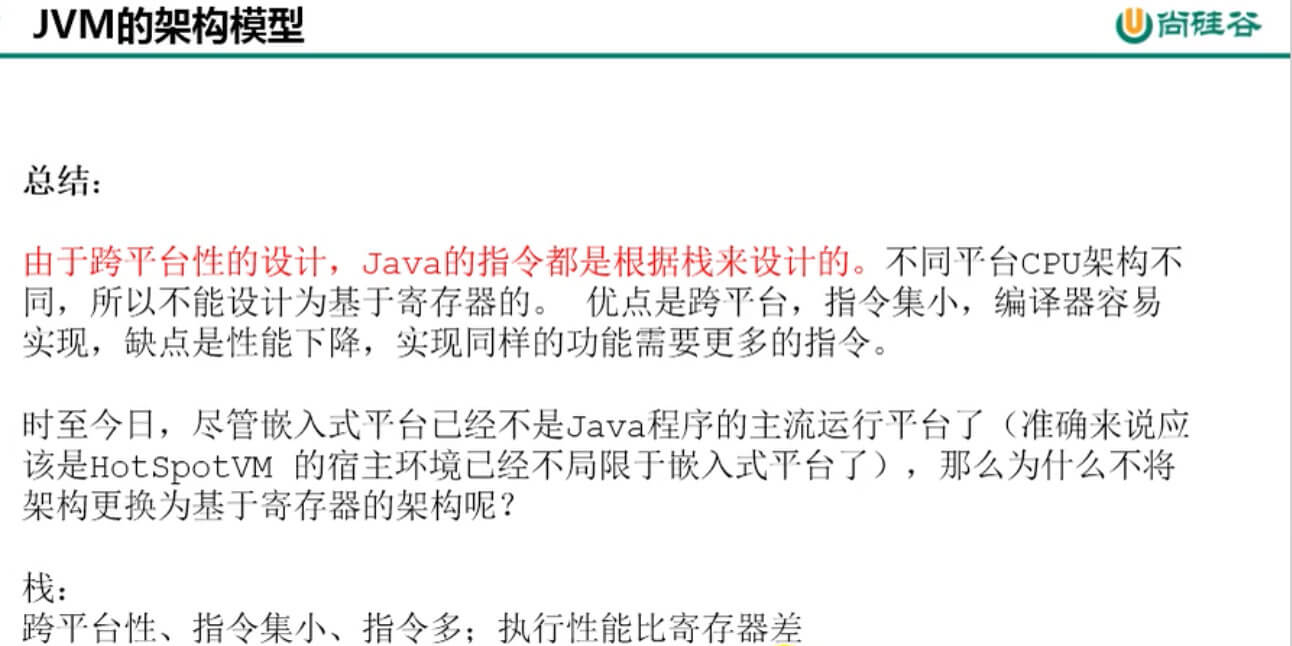 JVM的架构模型
尚硅谷
总结：
由于跨平台性的设计，Java的指令都是根据栈来设计的。不同平台CPU架构不
同，所以不能设计为基于寄存器的。 优点是跨平台，指令集小，编译器容易
实现，缺点是性能下降，实现同样的功能需要更多的指令。
时至今日，尽管嵌入式平台已经不是Java程序的主流运行平台了（准确来说应
该是HotSpotVM 的宿主环境已经不局限于嵌入式平台了），那么为什么不将
架构更换为基于寄存器的架构呢？
栈：
跨平台性、指令集小、指令多；执行性能比寄存器差